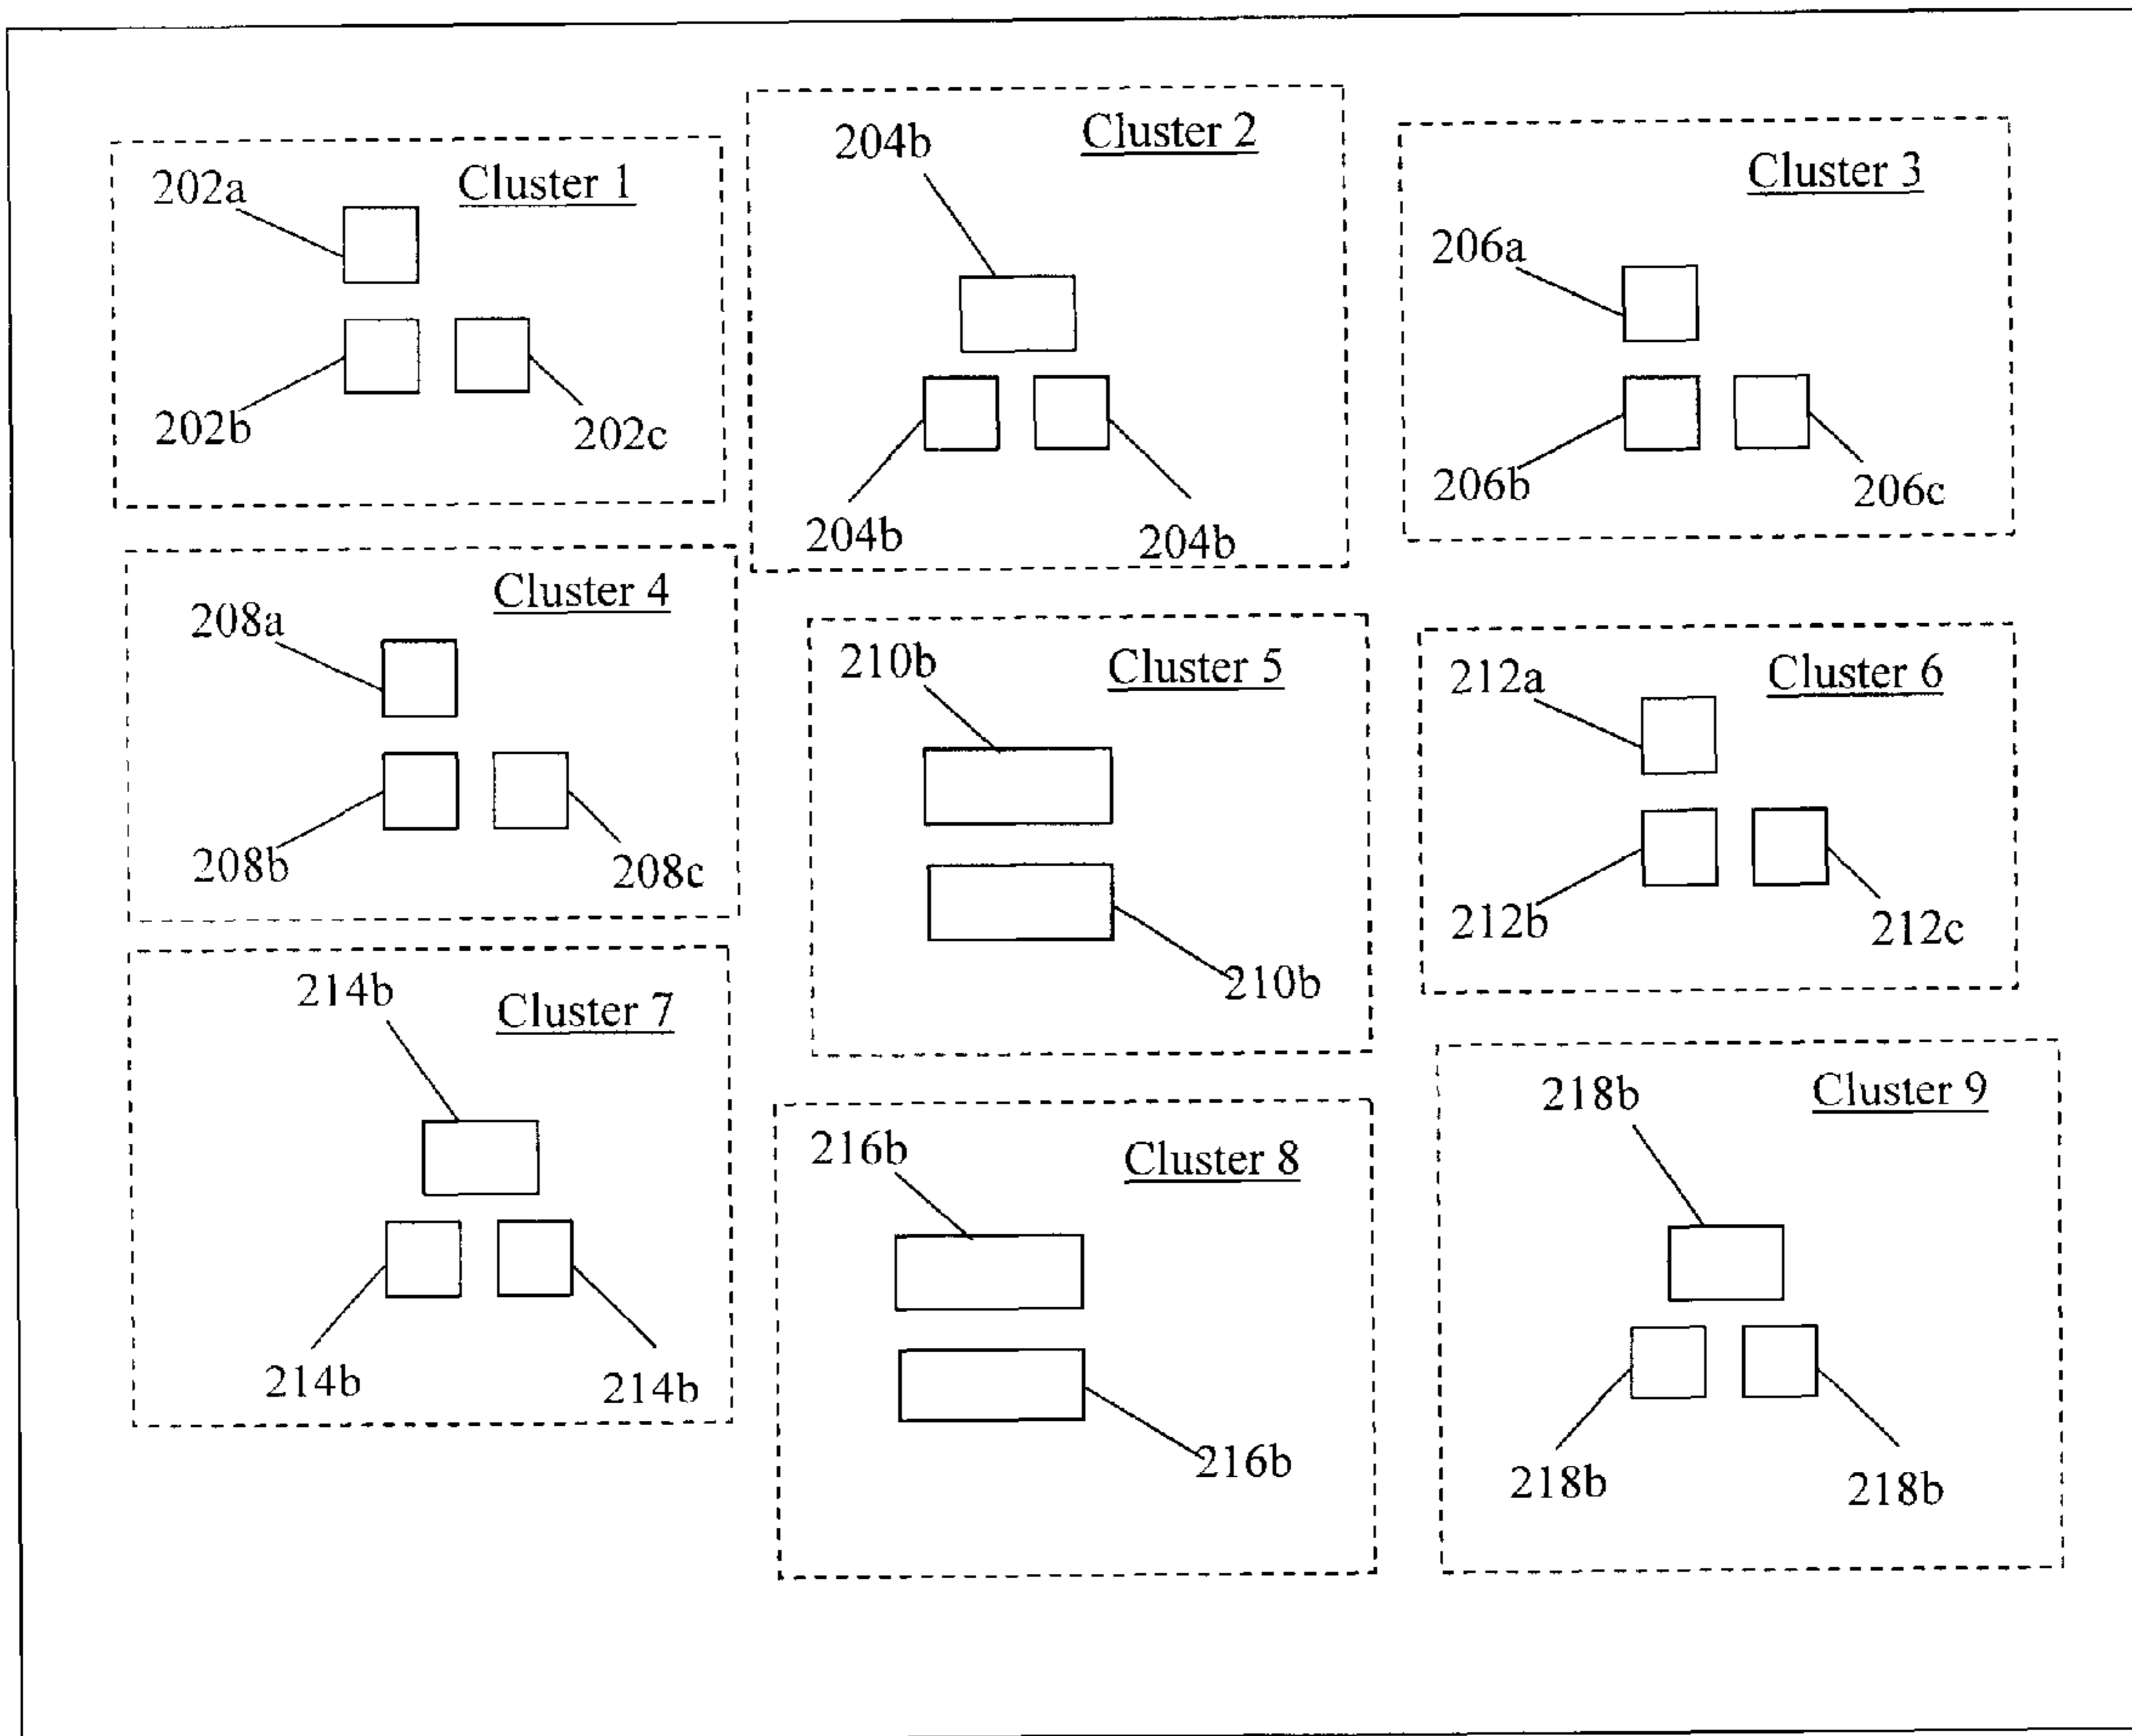 Cluster 1
202a
202b
202c
Cluster 2
204b
204b
204b
Cluster 3
206a
206b
206c
Cluster 4
208a
208b
208c
Cluster 5
210b
210b
Cluster 6
212a
212b
212c
Cluster 7
214b
214b
214b
Cluster 8
216b
216b
Cluster 9
218b
218b
218b